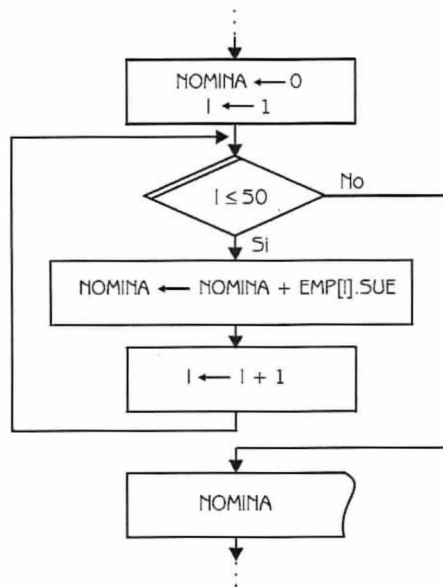 NOMINA ← 0
I ← 1
I ≤ 50
No
Si
NOMINA ← NOMINA + EMP[I].SUE
I ← I + 1
NOMINA